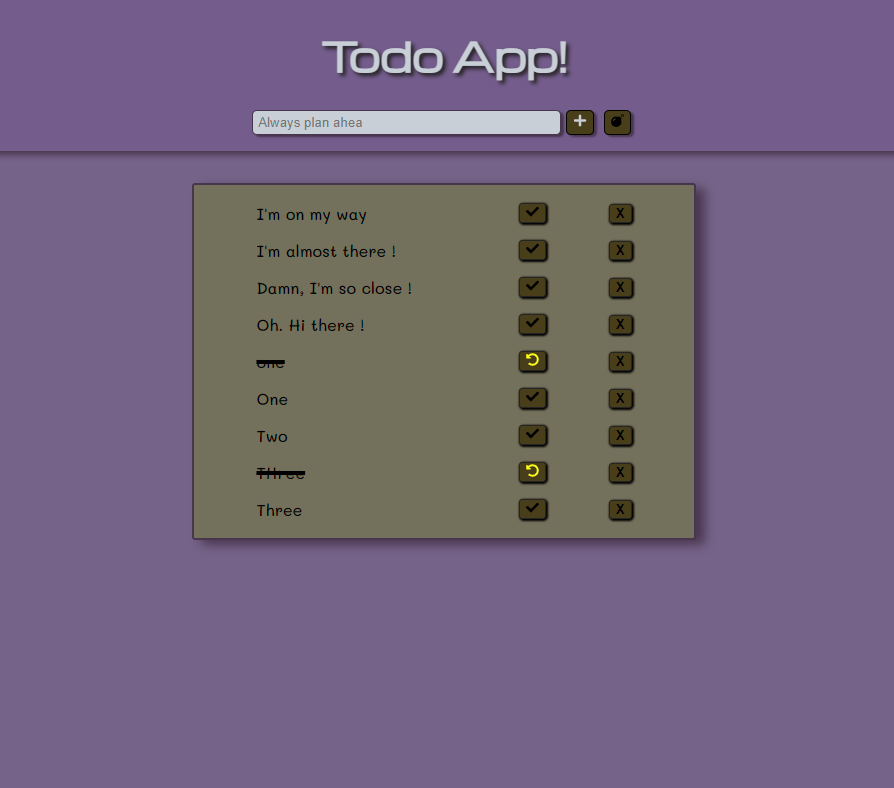 Todo App!
Always plan ahea
I'm on my way X
I'm almost there ! X
Damn, I'm so close ! X
Oh. Hi there ! X
one X
One X
Two X
THree X
Three X